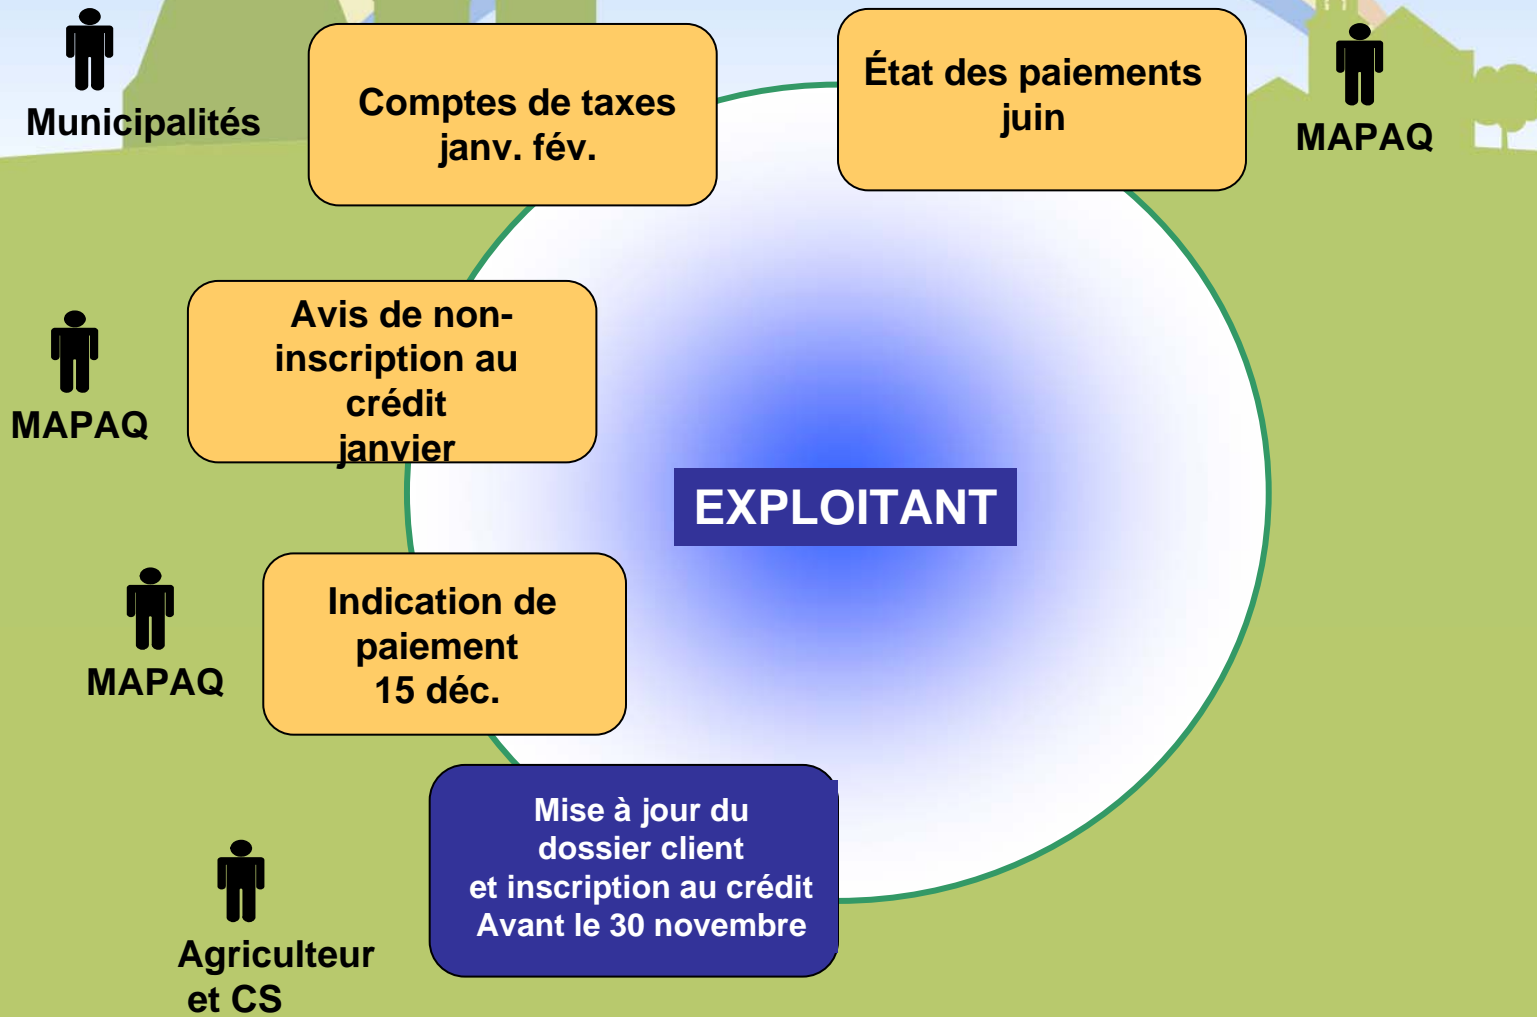 Municipalités
Comptes de taxes
janv. fév.
État des paiements
juin
MAPAQ
MAPAQ
Avis de non-
inscription au
crédit
janvier
EXPLOITANT
MAPAQ
Indication de
paiement
15 déc.
Agriculteur
et CS
Mise à jour du
dossier client
et inscription au crédit
Avant le 30 novembre